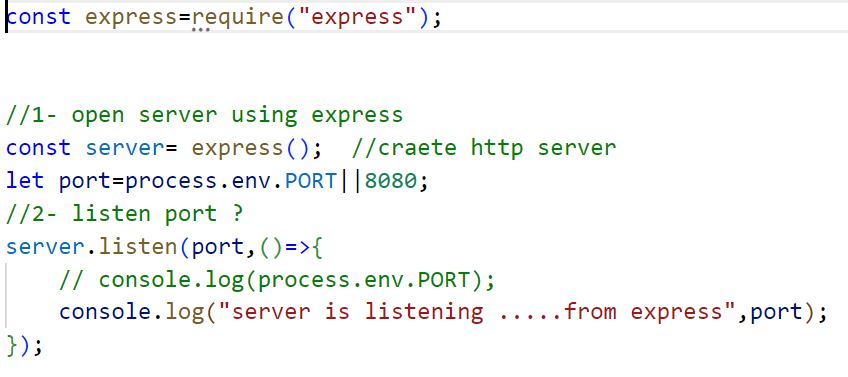 const express=require("express");
//1- open server using express
const server= express();  //craete http server
let port=process.env.PORT||8080;
//2- listen port ?
server.listen(port,()=>{
    // console.log(process.env.PORT);
    console.log("server is listening .....from express",port);
});